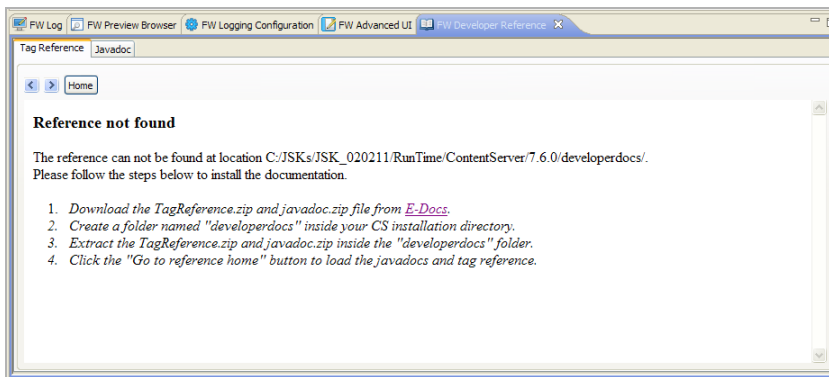 FW Log FW Preview Browser FW Logging Configuration FW Advanced UI FW Developer Reference
Tag Reference Javadoc
Home
Reference not found
The reference can not be found at location C:/JSKs/JSK_020211/RunTime/ContentServer/7.6.0/developerdocs/.
Please follow the steps below to install the documentation.
1. Download the TagReference.zip and javadoc.zip file from E-Docs.
2. Create a folder named "developerdocs" inside your CS installation directory.
3. Extract the TagReference.zip and javadoc.zip inside the "developerdocs" folder.
4. Click the "Go to reference home" button to load the javadocs and tag reference.